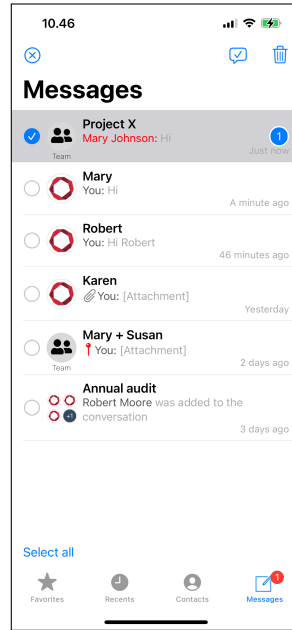 10.46
Messages
Project X
Mary Johnson: Hi
1
Just now
Team
Mary
You: Hi
A minute ago
Robert
You: Hi Robert
46 minutes ago
Karen
You: [Attachment]
Yesterday
Mary + Susan
You: [Attachment]
2 days ago
Team
Annual audit
Robert Moore was added to the
conversation
+1
3 days ago
Select all
1
Favorites Recents Contacts Messages